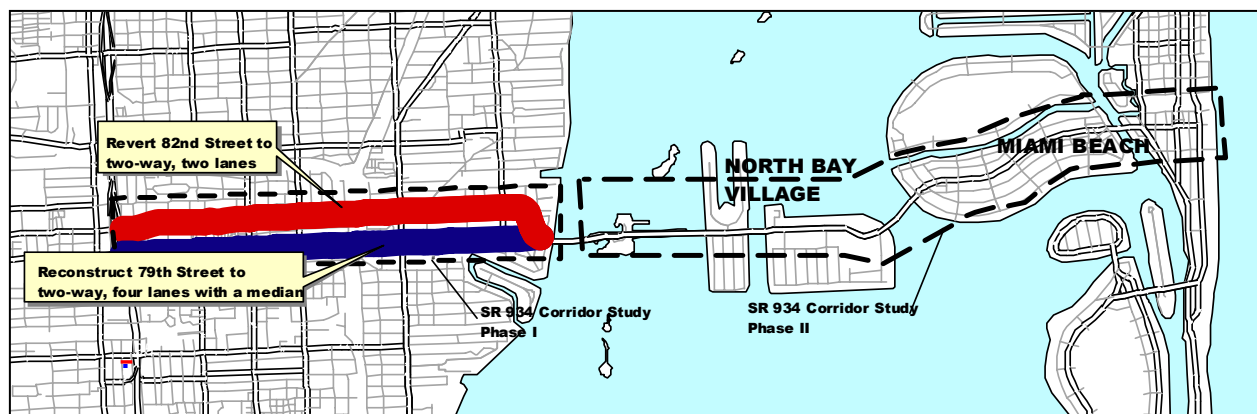 Revert 82nd Street to
two-way, two lanes
NORTH BAY
VILLAGE
MIAMI BEACH
Reconstruct 79th Street to
two-way, four lanes with a median
SR 934 Corridor Study
Phase I
SR 934 Corridor Study
Phase II